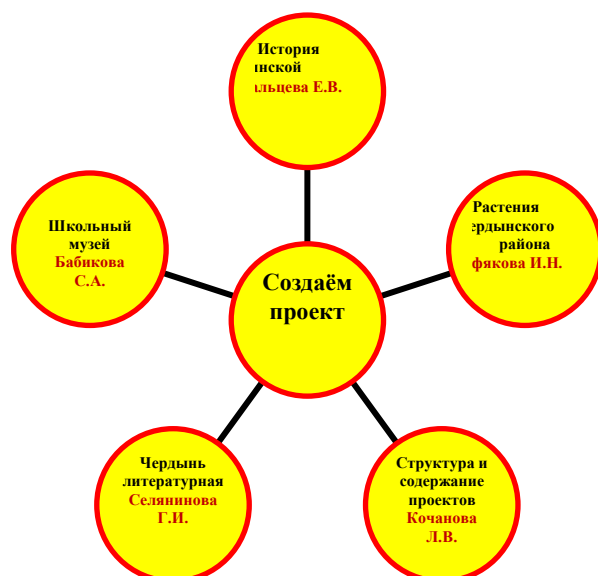 История
Е.В.
Растения
района
И.Н.
Школьный
музей
Бабикова
С.А.
Создаём
проект
Чердынь
литературная
Селянинова
Г.И.
Структура и
содержание
проектов
Кочанова
Л.В.